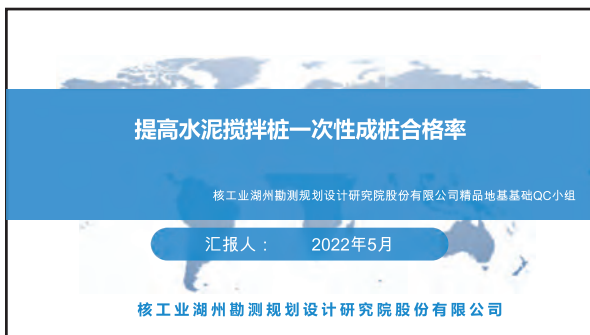 提高水泥搅拌桩一次性成桩合格率
核工业湖州勘测规划设计研究院股份有限公司精品地基基础QC小组
汇报人： 2022年5月
核工业湖州勘测规划设计研究院股份有限公司